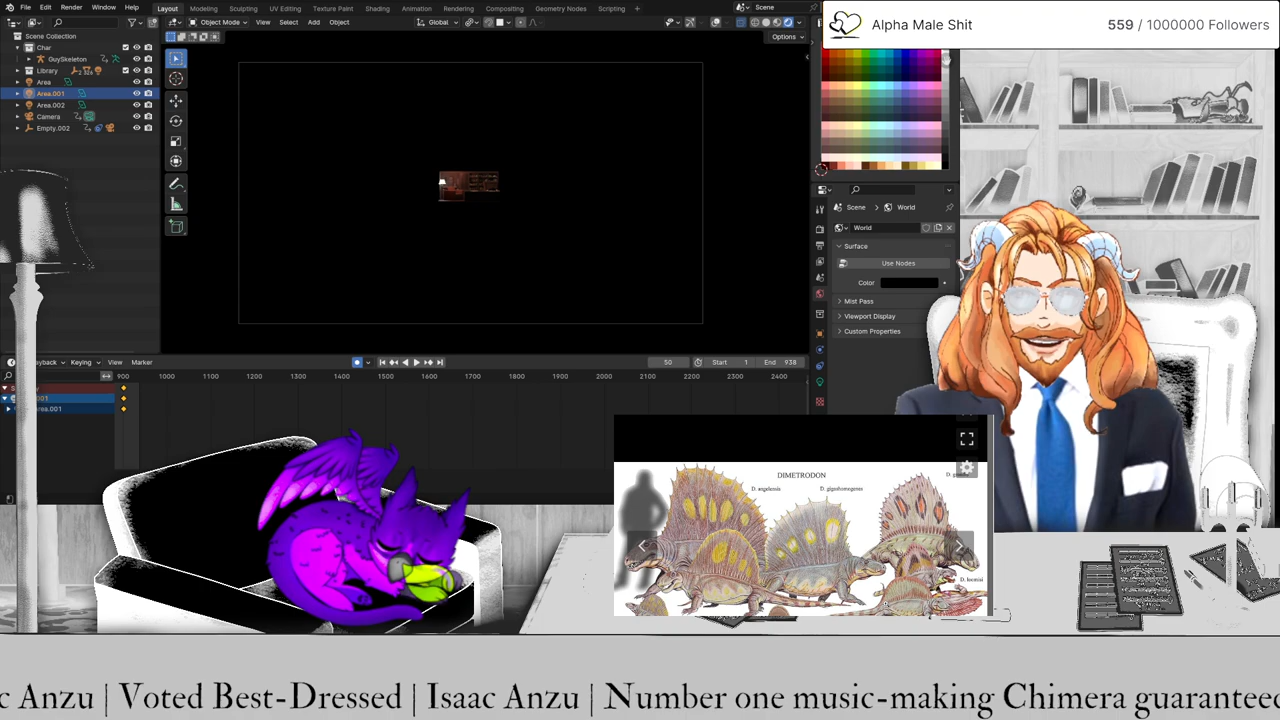 File Edit Render Window Help
Layout Modeling Sculpting UV Editing Texture Paint Shading Animation Rendering Compositing Geometry Nodes Scripting
Scene
Object Mode View Select Add Object
Global
Options
Scene Collection
Char
GuySkeleton
Library
Area
Area.001
Area.002
Camera
Empty.002
Alpha Male Shit
559 / 1000000 Followers
Scene > World
World
Surface
Use Nodes
Color
Mist Pass
Viewport Display
Custom Properties
Keying View Marker
50 Start 1 End 938
900 1000 1100 1200 1300 1400 1500 1600 1700 1800 1900 2000 2100 2200 2300 2400
DIMETRODON
D. angelensis
D. gigashomogenes
D. loomisi
c Anzu | Voted Best-Dressed | Isaac Anzu | Number one music-making Chimera guaranteed